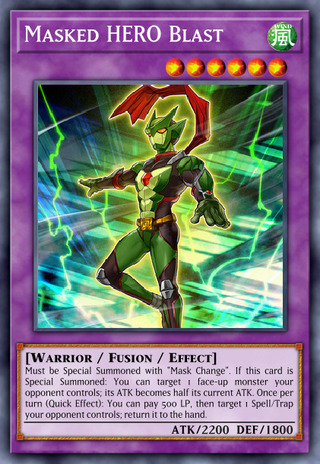 Masked HERO Blast
WIND
風
[Warrior / Fusion / Effect]
Must be Special Summoned with "Mask Change". If this card is
Special Summoned: You can target 1 face-up monster your
opponent controls; its ATK becomes half its current ATK. Once per
turn (Quick Effect): You can pay 500 LP, then target 1 Spell/Trap
your opponent controls; return it to the hand.
ATK/2200 DEF/1800